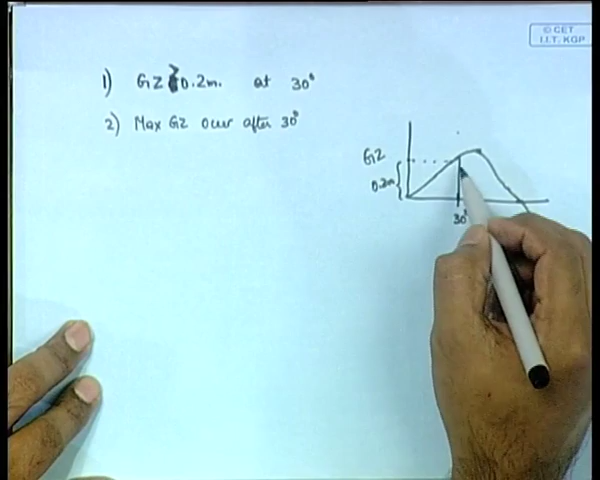 © CET
I.I.T. KGP
1) GZ > 0.2m. at 30°
2) Max GZ occur after 30°
GZ
0.2m
30°